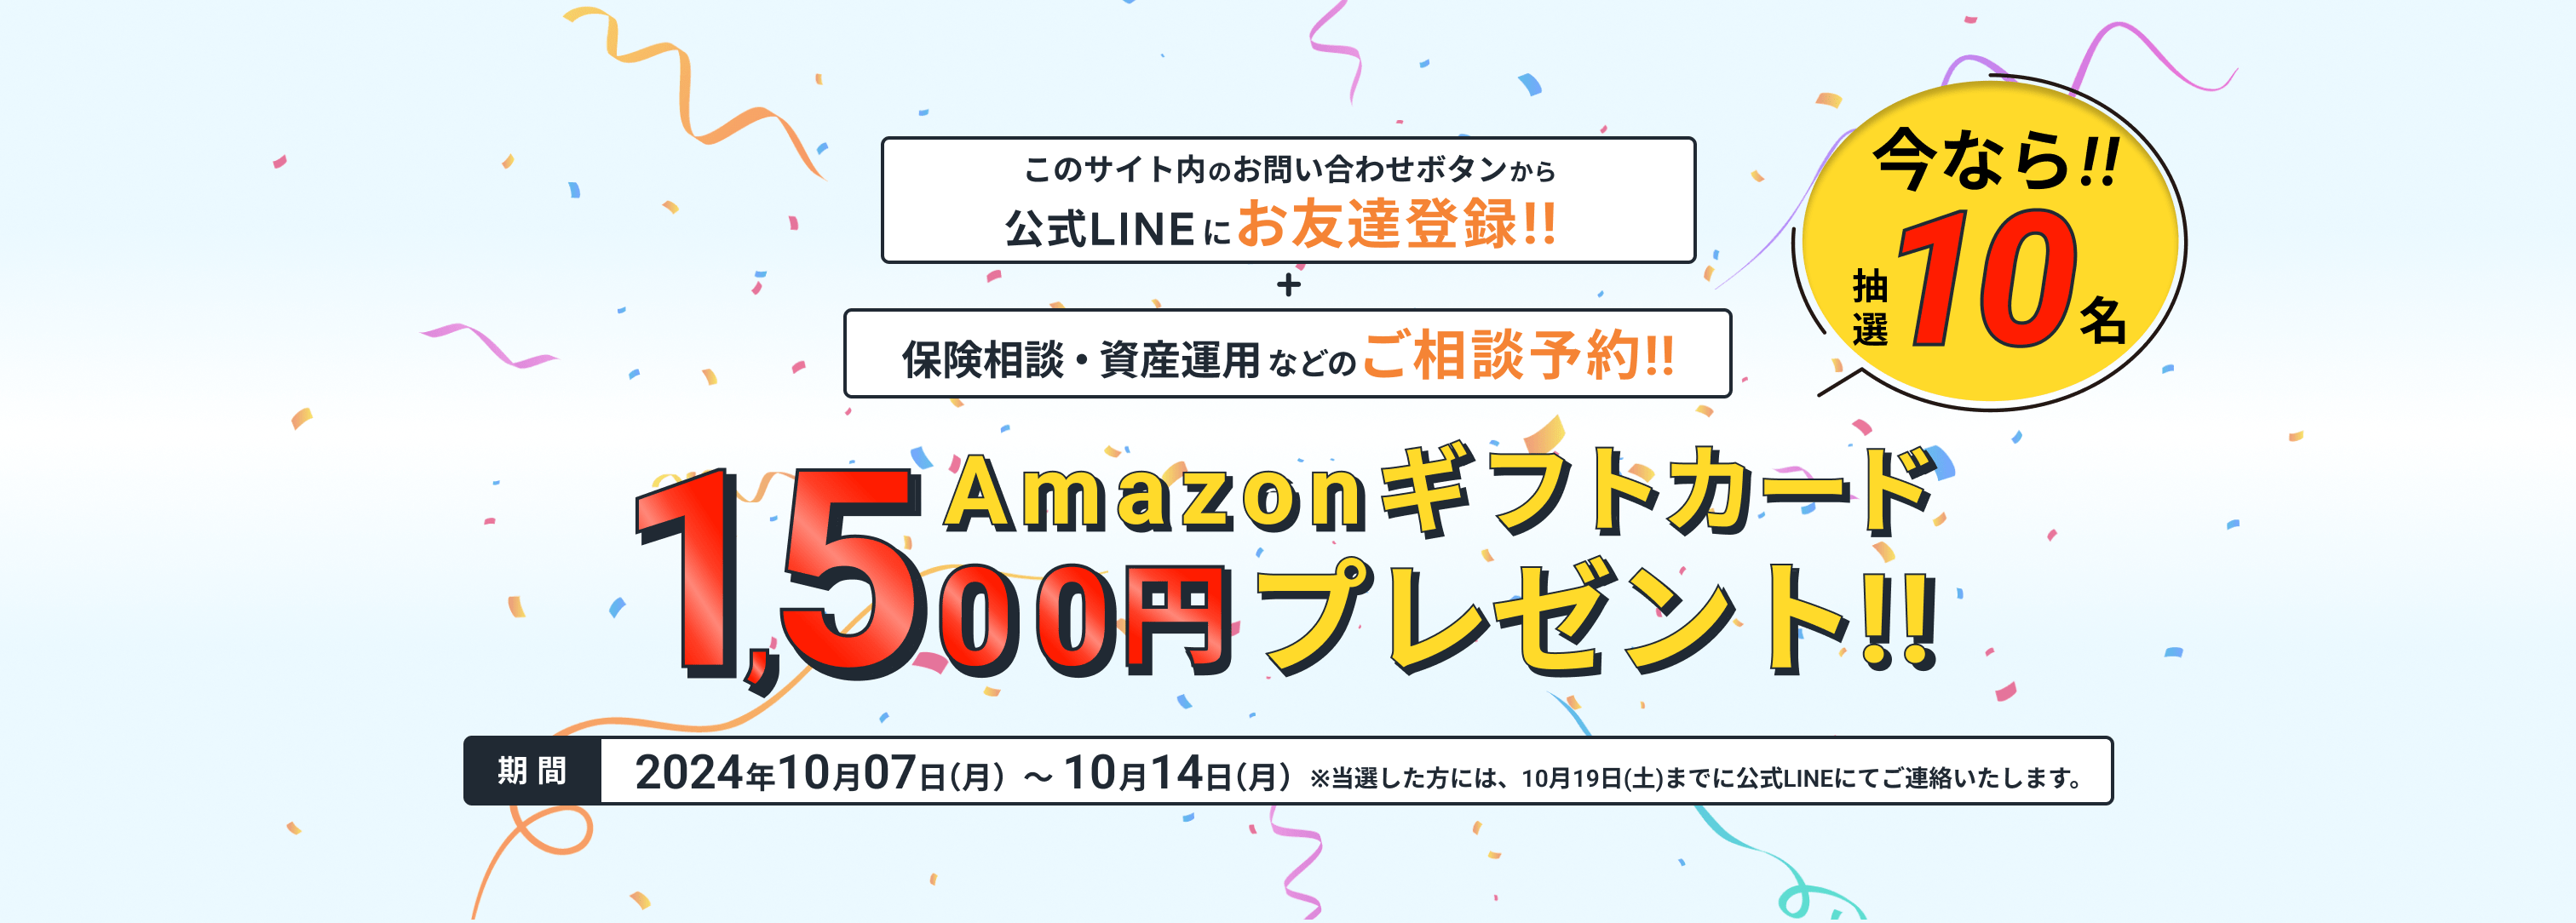 このサイト内のお問い合わせボタンから
公式LINEにお友達登録!!
+
保険相談・資産運用などのご相談予約!!
今なら!!
抽選10名
Amazonギフトカード
1,500円プレゼント!!
期間 2024年10月07日(月) ～ 10月14日(月) ※当選した方には、10月19日(土)までに公式LINEにてご連絡いたします。